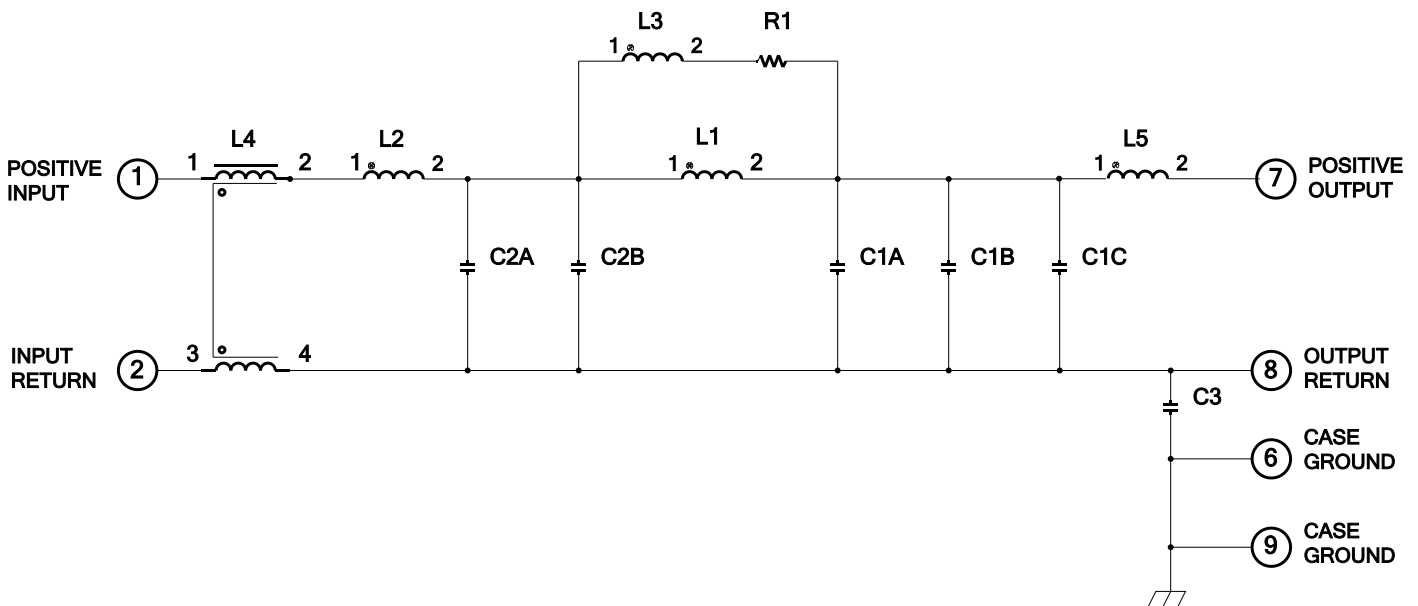 L3 R1
1 2
L4 L2 L1 L5
POSITIVE INPUT 1 1 2 1 2 1 2 1 2 7 POSITIVE OUTPUT
C2A C2B C1A C1B C1C
INPUT RETURN 2 3 4 8 OUTPUT RETURN
C3
6 CASE GROUND
9 CASE GROUND